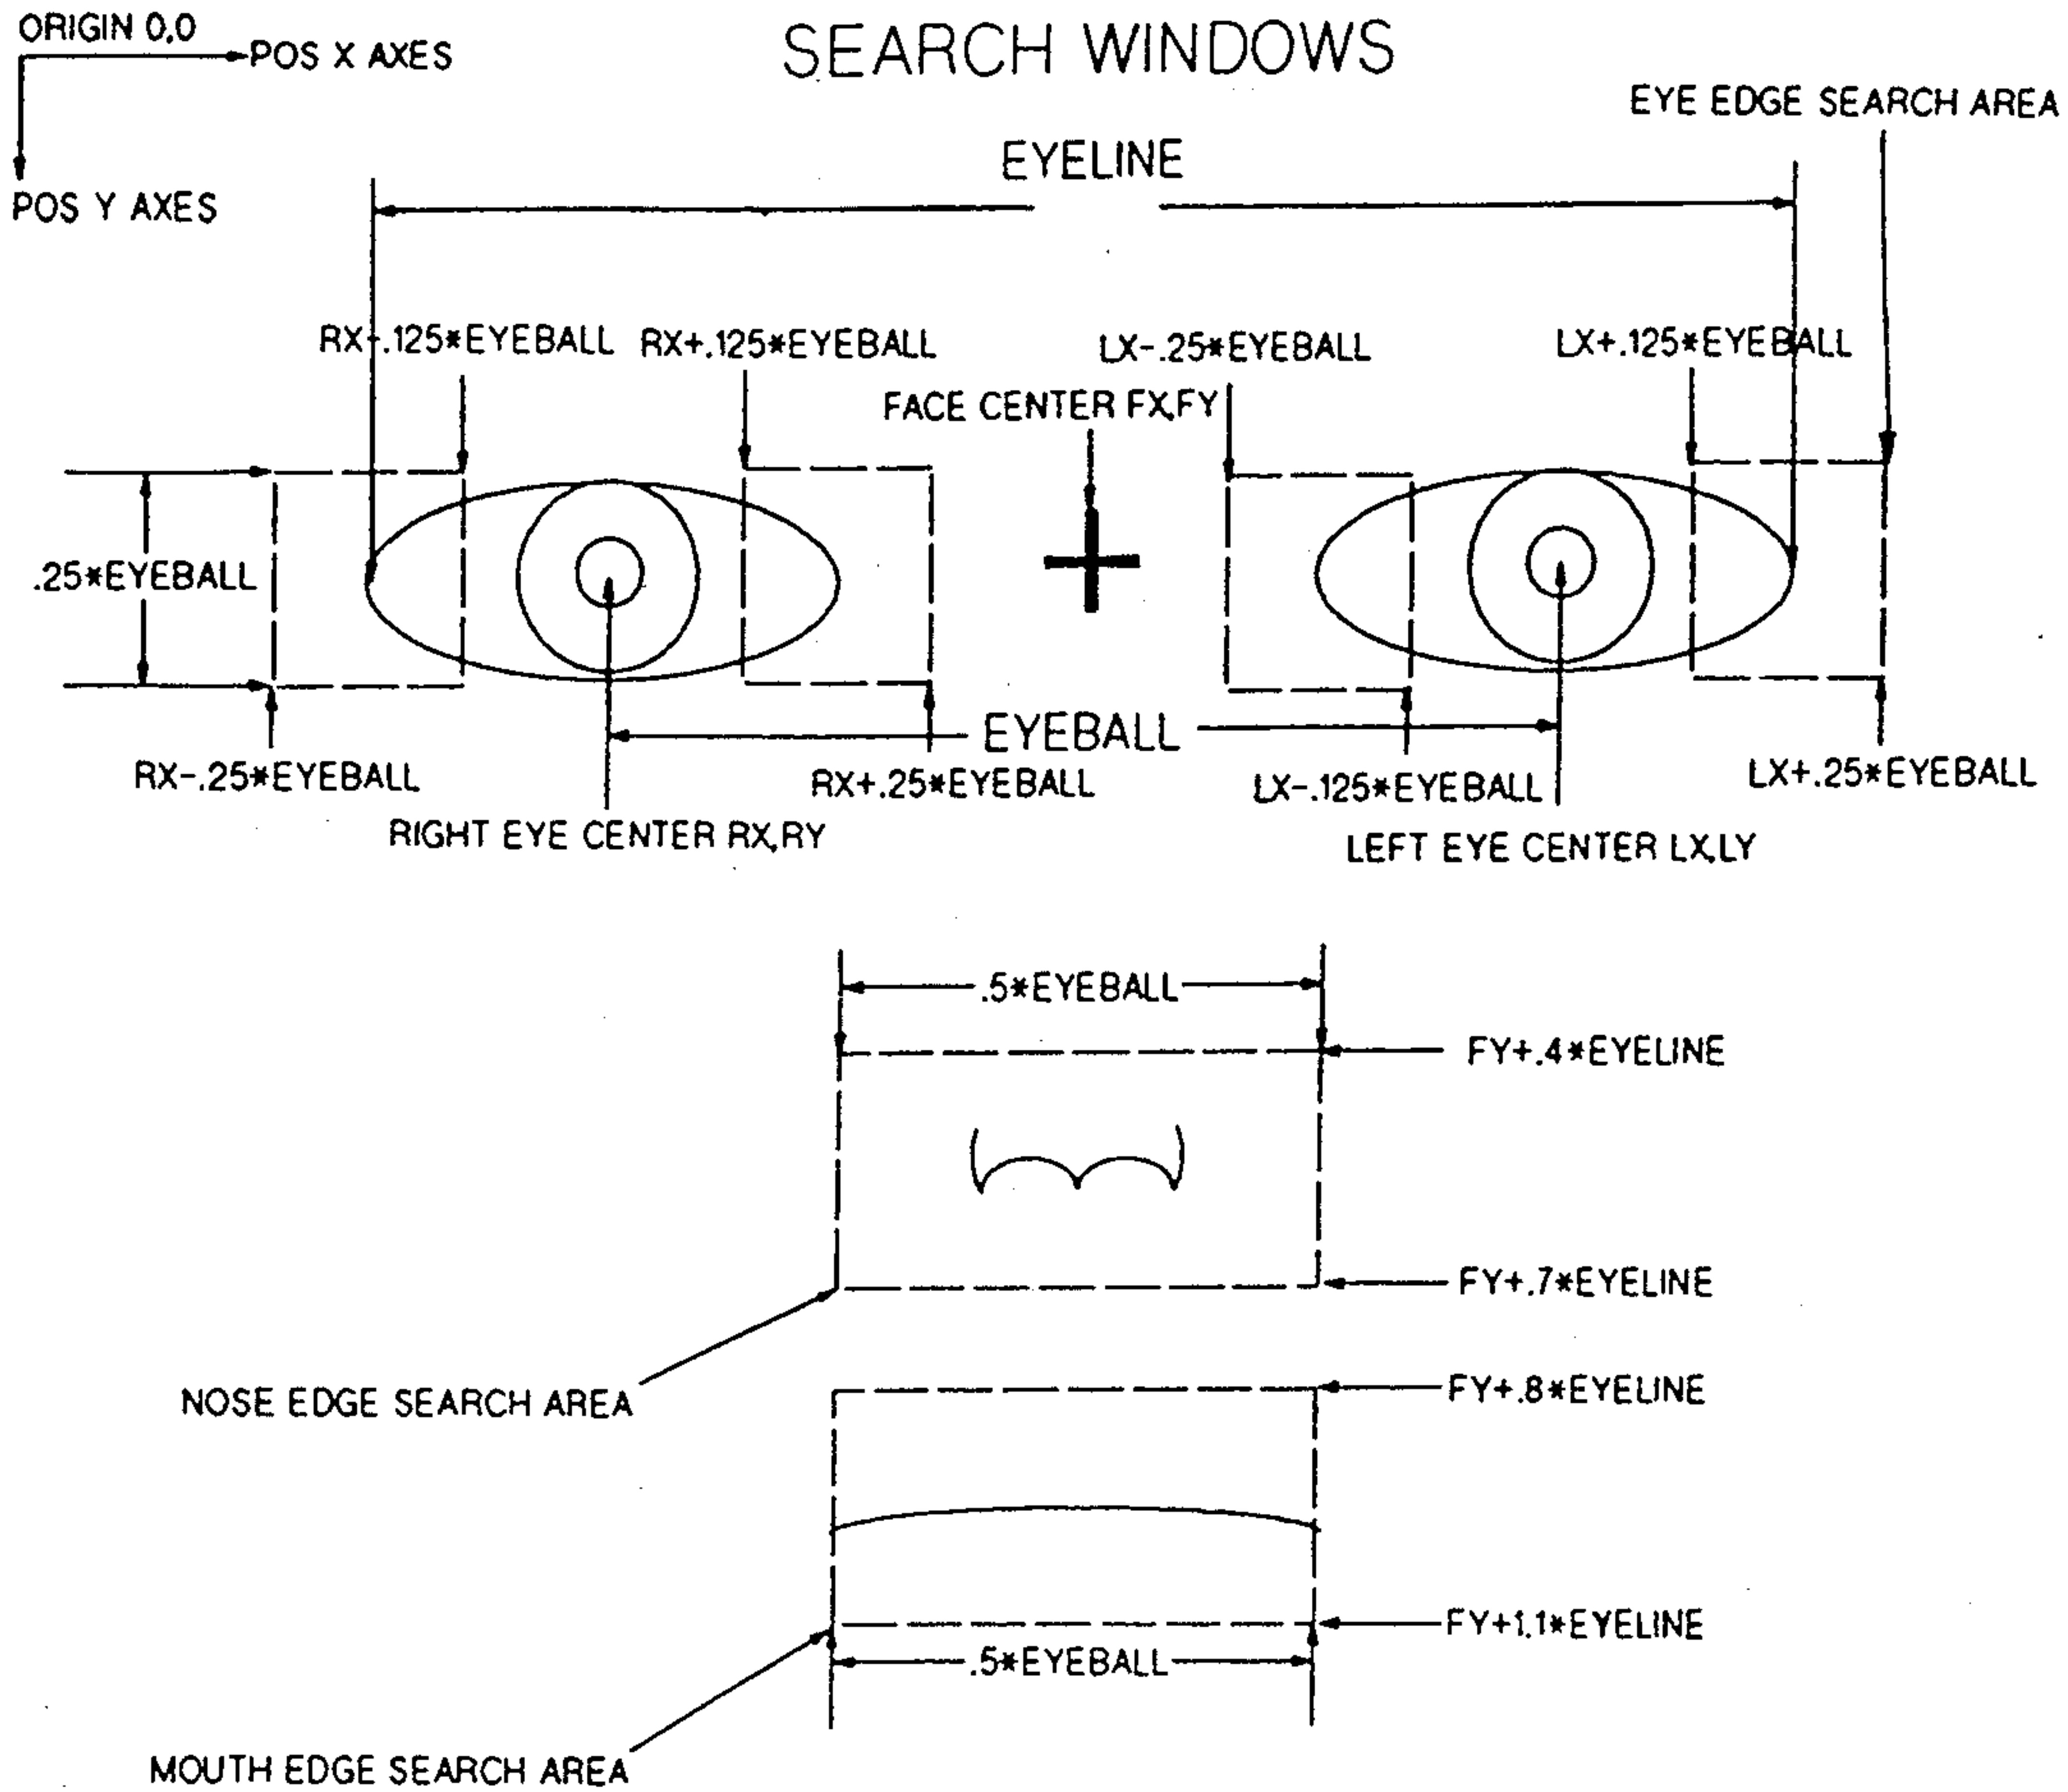 ORIGIN 0,0
POS X AXES
SEARCH WINDOWS
EYE EDGE SEARCH AREA
EYELINE
POS Y AXES
RX-.125*EYEBALL
RX+.125*EYEBALL
LX-.25*EYEBALL
LX+.125*EYEBALL
FACE CENTER FX,FY
.25*EYEBALL
EYEBALL
RX-.25*EYEBALL
RX+.25*EYEBALL
LX-.125*EYEBALL
LX+.25*EYEBALL
RIGHT EYE CENTER RX,RY
LEFT EYE CENTER LX,LY
.5*EYEBALL
FY+.4*EYELINE
FY+.7*EYELINE
NOSE EDGE SEARCH AREA
FY+.8*EYELINE
FY+1.1*EYELINE
.5*EYEBALL
MOUTH EDGE SEARCH AREA